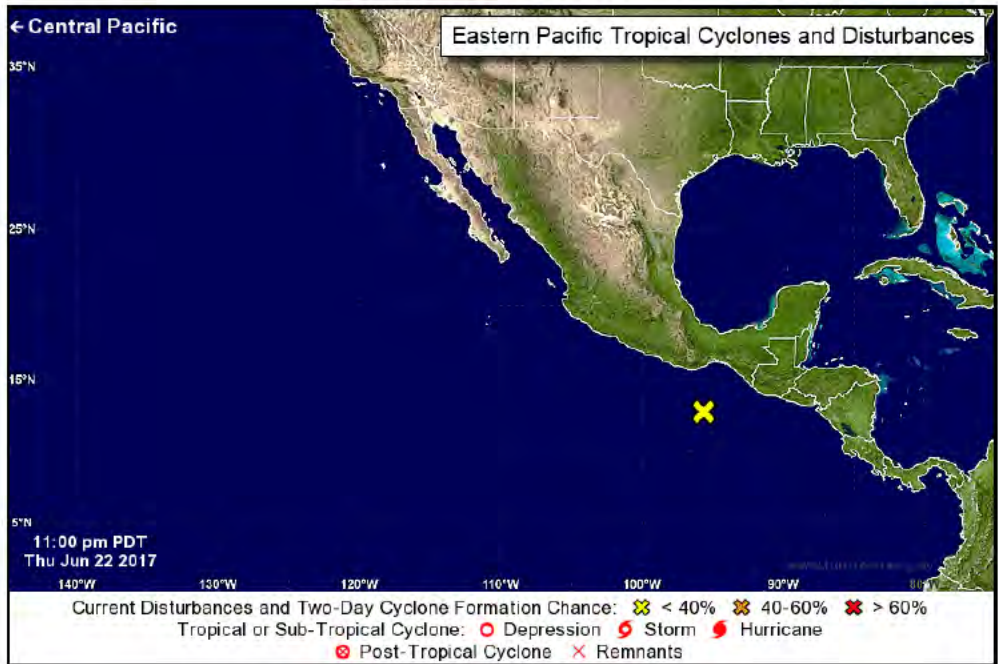 ← Central Pacific
Eastern Pacific Tropical Cyclones and Disturbances
35°N
25°N
15°N
5°N
11:00 pm PDT
Thu Jun 22 2017
140°W 130°W 120°W 110°W 100°W 90°W 80°
Current Disturbances and Two-Day Cyclone Formation Chance: < 40% 40-60% > 60%
Tropical or Sub-Tropical Cyclone: Depression Storm Hurricane
Post-Tropical Cyclone Remnants